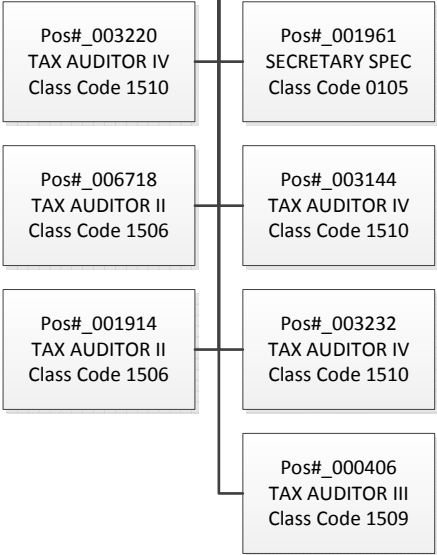 Pos#_003220
TAX AUDITOR IV
Class Code 1510
Pos#_001961
SECRETARY SPEC
Class Code 0105
Pos#_006718
TAX AUDITOR II
Class Code 1506
Pos#_003144
TAX AUDITOR IV
Class Code 1510
Pos#_001914
TAX AUDITOR II
Class Code 1506
Pos#_003232
TAX AUDITOR IV
Class Code 1510
Pos#_000406
TAX AUDITOR III
Class Code 1509